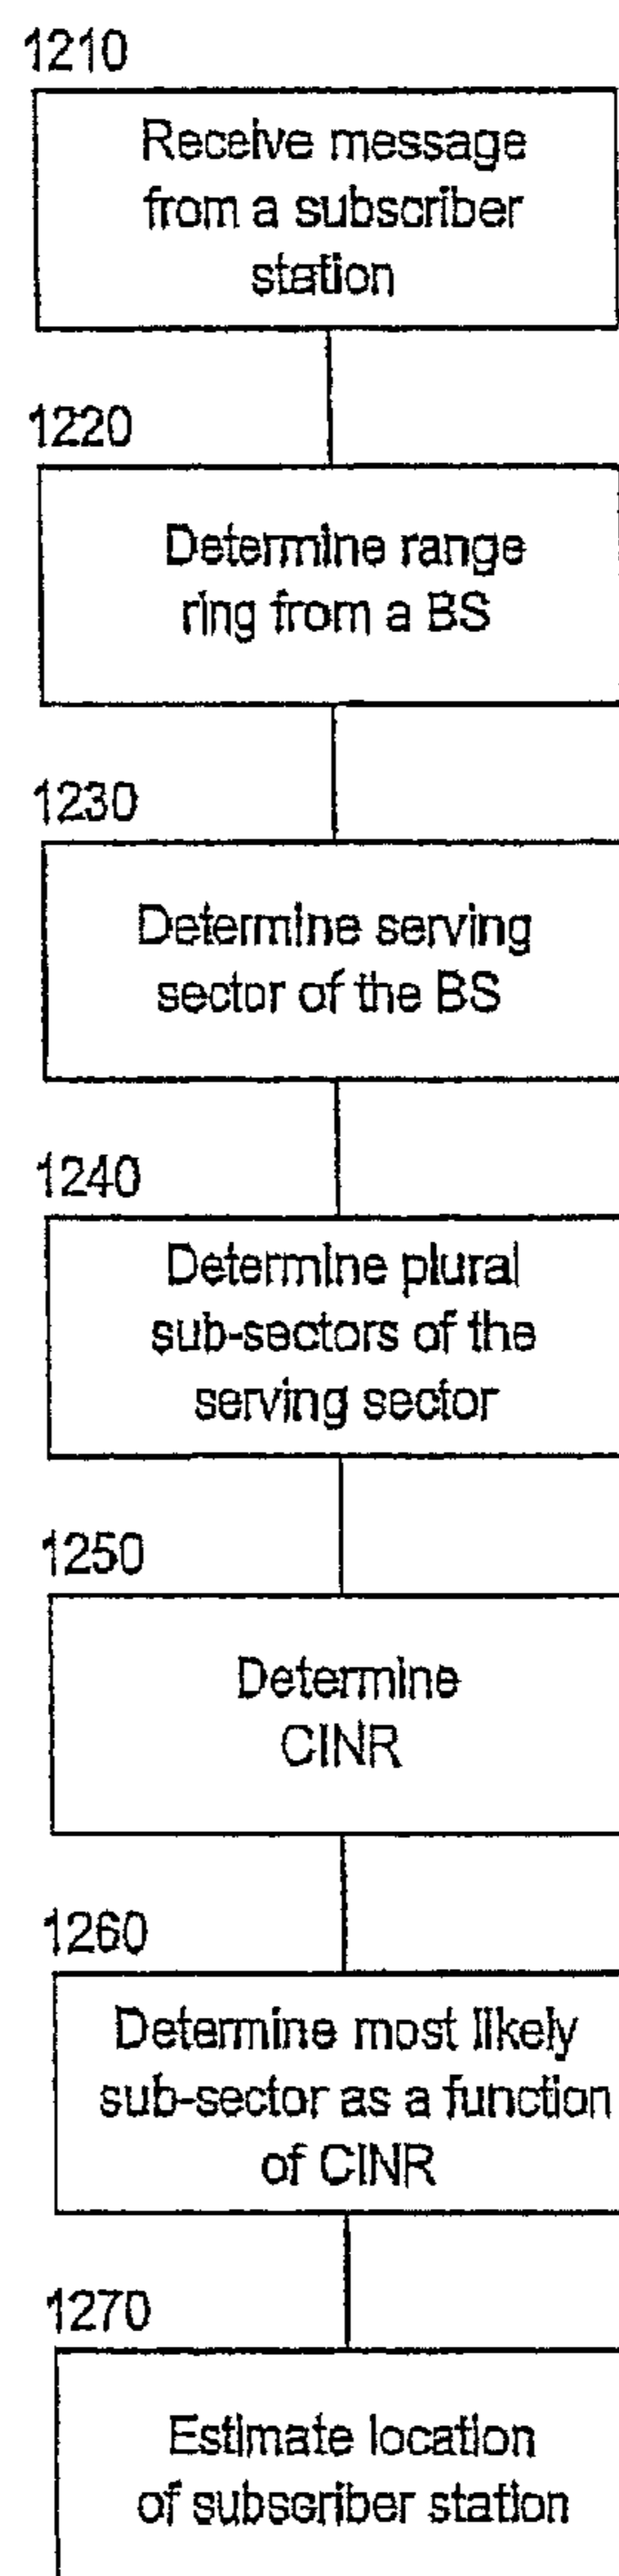 1210
Receive message
from a subscriber
station
1220
Determine range
ring from a BS
1230
Determine serving
sector of the BS
1240
Determine plural
sub-sectors of the
serving sector
1250
Determine
CINR
1260
Determine most likely
sub-sector as a function
of CINR
1270
Estimate location
of subscriber station